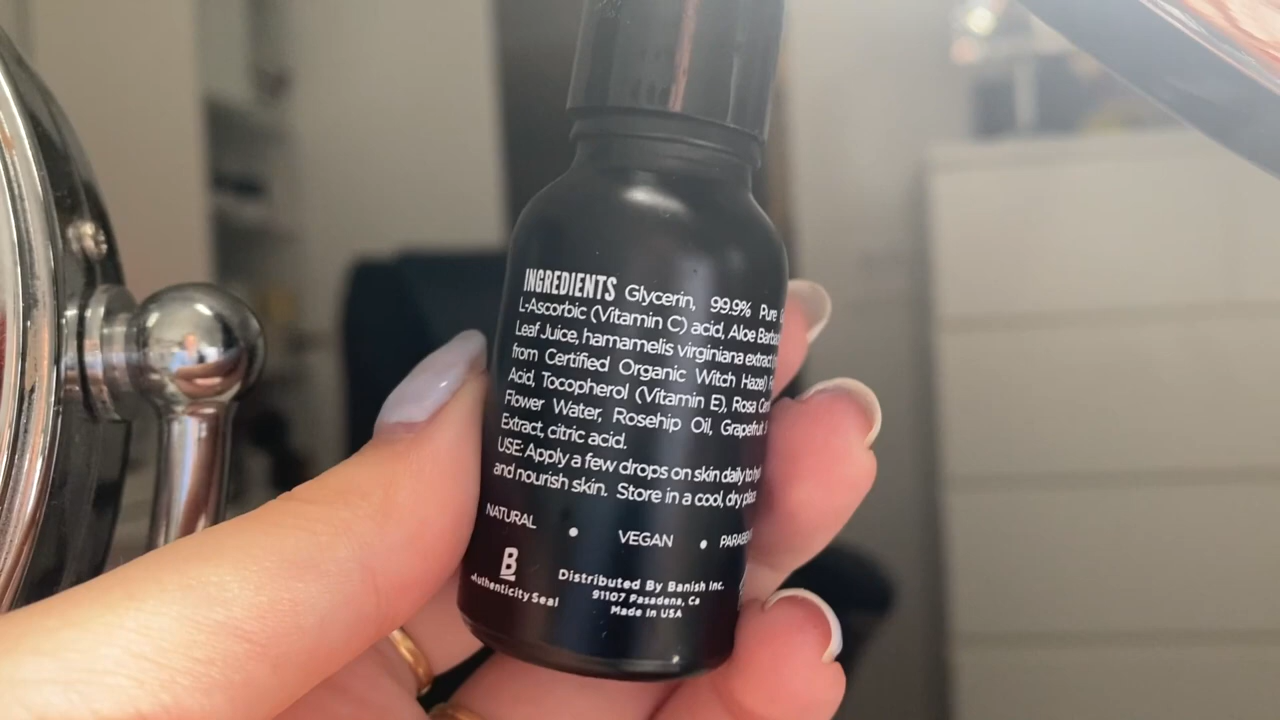 INGREDIENTS Glycerin, 99.9% Pure
L-Ascorbic (Vitamin C) acid, Aloe
Leaf Juice, hamamelis virginiana extract
from Certified Organic Witch Hazel)
Acid, Tocopherol (Vitamin E), Rosa
Flower Water, Rosehip Oil, Grapefruit
Extract, citric acid.
USE: Apply a few drops on skin daily to
and nourish skin. Store in a cool, dry
NATURAL • VEGAN •
B
Authenticity Seal
Distributed By Banish Inc.
91107 Pasadena, Ca
Made In USA